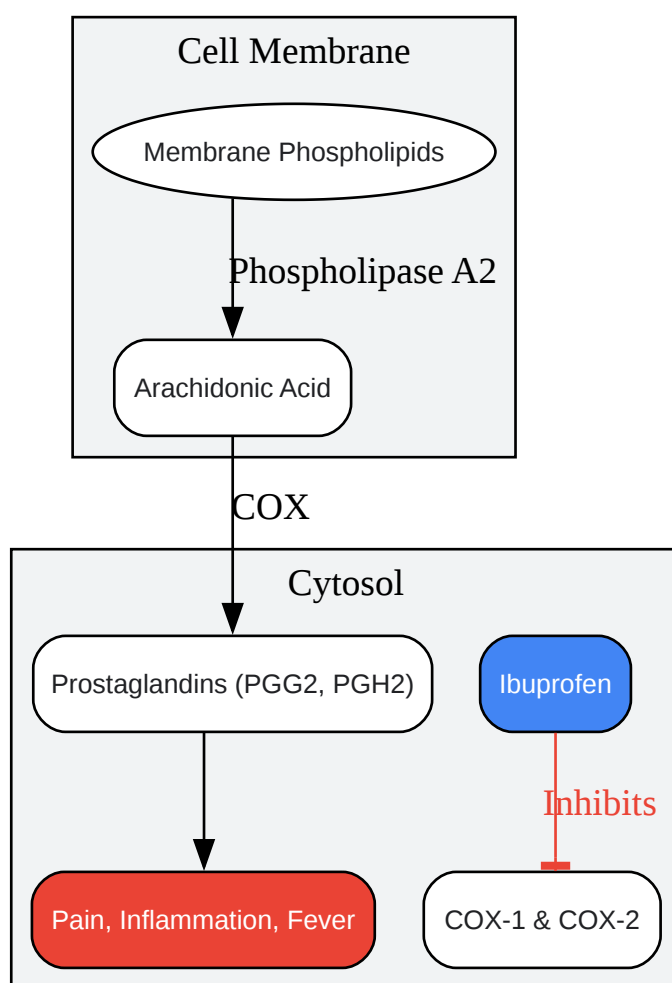 Cell Membrane
Membrane Phospholipids
Phospholipase A2
Arachidonic Acid
COX
Cytosol
Prostaglandins (PGG2, PGH2)
Ibuprofen
Inhibits
Pain, Inflammation, Fever
COX-1 & COX-2